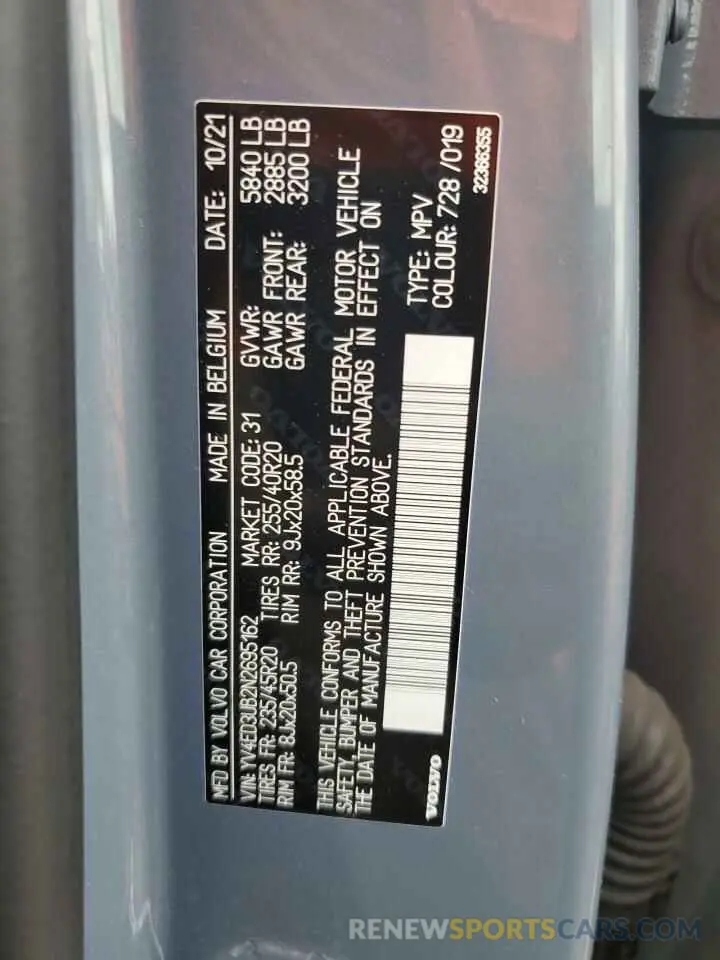 MFD BY VOLVO CAR CORPORATION MADE IN BELGIUM DATE: 10/21
VIN: YV4ED3UB2N2695162 MARKET CODE: 31 GVWR: 5840 LB
TIRES FR: 235/45R20 TIRES RR: 255/40R20 GAWR FRONT: 2885 LB
RIM FR: 8Jx20x50.5 RIM RR: 9Jx20x58.5 GAWR REAR: 3200 LB
THIS VEHICLE CONFORMS TO ALL APPLICABLE FEDERAL MOTOR VEHICLE
SAFETY, BUMPER AND THEFT PREVENTION STANDARDS IN EFFECT ON
THE DATE OF MANUFACTURE SHOWN ABOVE.
TYPE: MPV
COLOUR: 728 /019
VOLVO
32366355
RENEWSPORTSCARS.COM